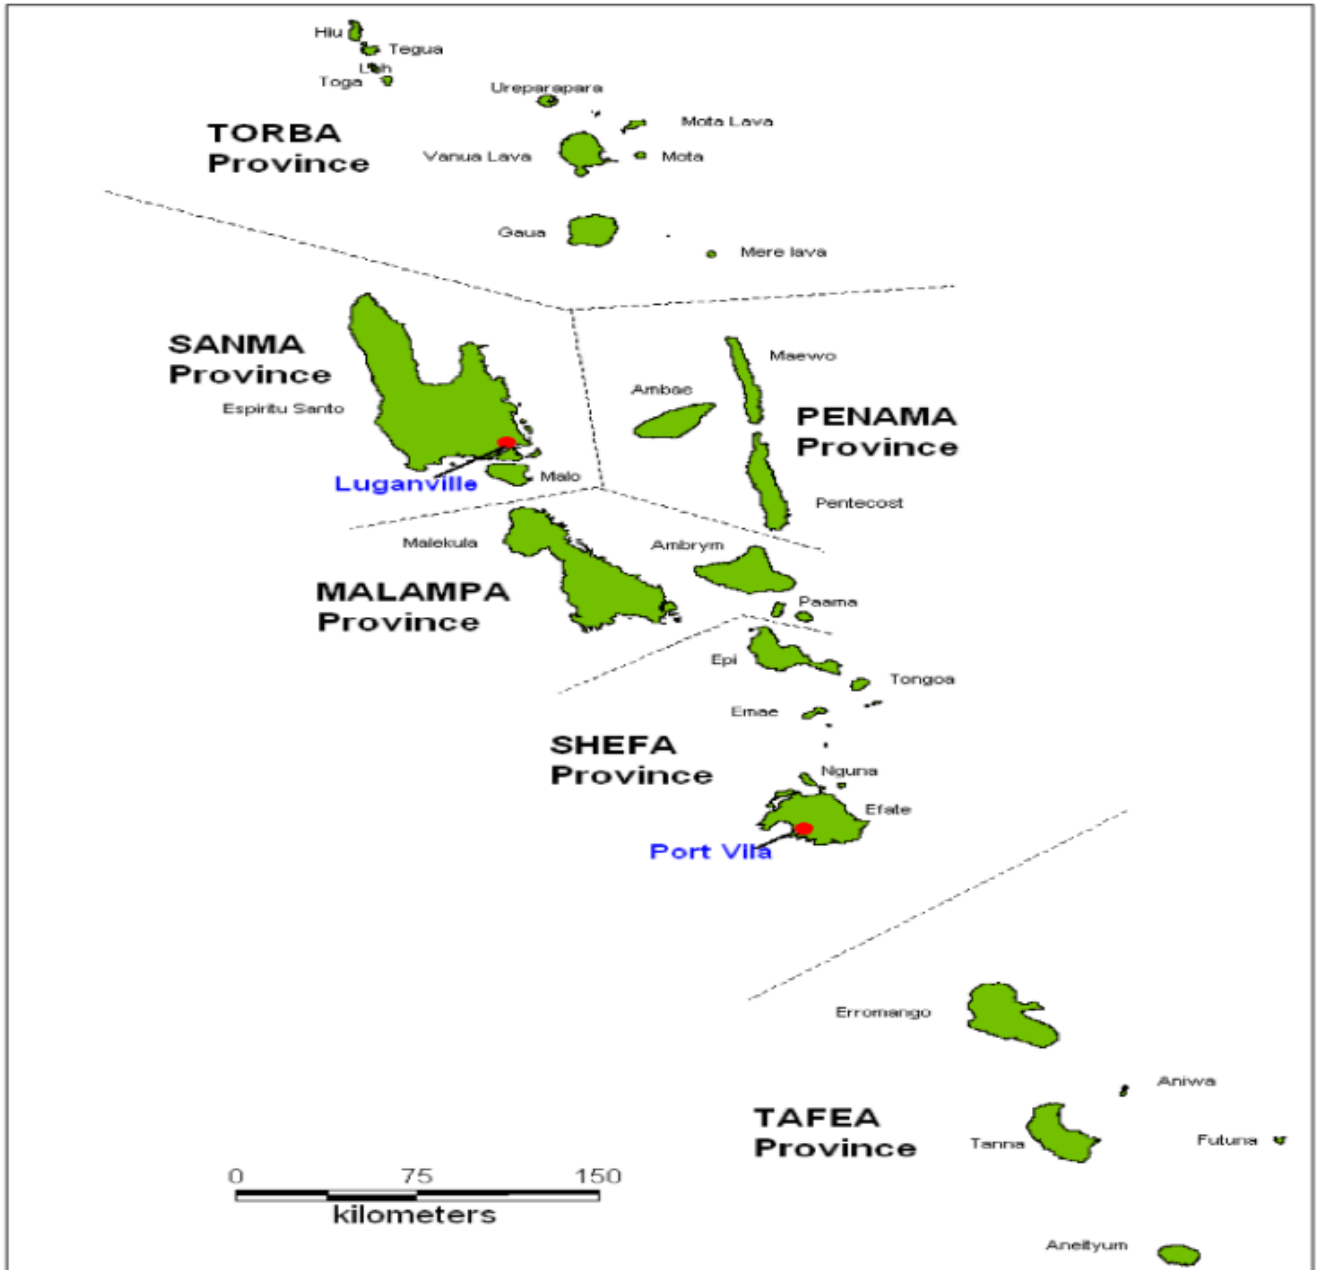 Hiu
Tegua
Loh
Toga
Ureparapara
TORBA
Province
Mota Lava
Vanua Lava
Mota
Gaua
Mere lava
SANMA
Province
Espiritu Santo
Luganville
Malo
Maewo
Ambae
PENAMA
Province
Pentecost
Malekula
Ambrym
MALAMPA
Province
Paama
Epi
Tongoa
Emae
SHEFA
Province
Nguna
Efate
Port Vila
Erromango
Aniwa
TAFEA
Province
Tanna
Futuna
0 75 150
kilometers
Aneityum